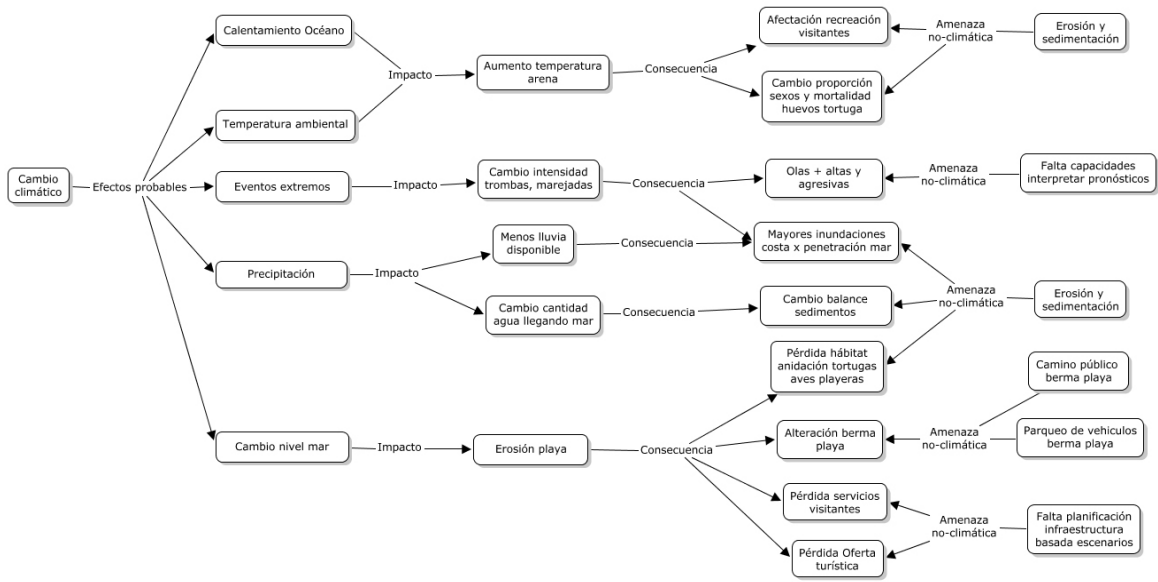 Cambio
climático
Efectos probables
Calentamiento Océano
Temperatura ambiental
Impacto
Aumento temperatura
arena
Consecuencia
Afectación recreación
visitantes
Cambio proporción
sexos y mortalidad
huevos tortuga
Amenaza
no-climática
Erosión y
sedimentación
Eventos extremos
Impacto
Cambio intensidad
trombas, marejadas
Consecuencia
Olas + altas y
agresivas
Amenaza
no-climática
Falta capacidades
interpretar pronósticos
Precipitación
Impacto
Menos lluvia
disponible
Consecuencia
Mayores inundaciones
costa x penetración mar
Cambio cantidad
agua llegando mar
Consecuencia
Cambio balance
sedimentos
Amenaza
no-climática
Erosión y
sedimentación
Cambio nivel mar
Impacto
Erosión playa
Consecuencia
Pérdida hábitat
anidación tortugas
aves playeras
Alteración berma
playa
Amenaza
no-climática
Camino público
berma playa
Parqueo de vehiculos
berma playa
Pérdida servicios
visitantes
Pérdida Oferta
turística
Amenaza
no-climática
Falta planificación
infraestructura
basada escenarios